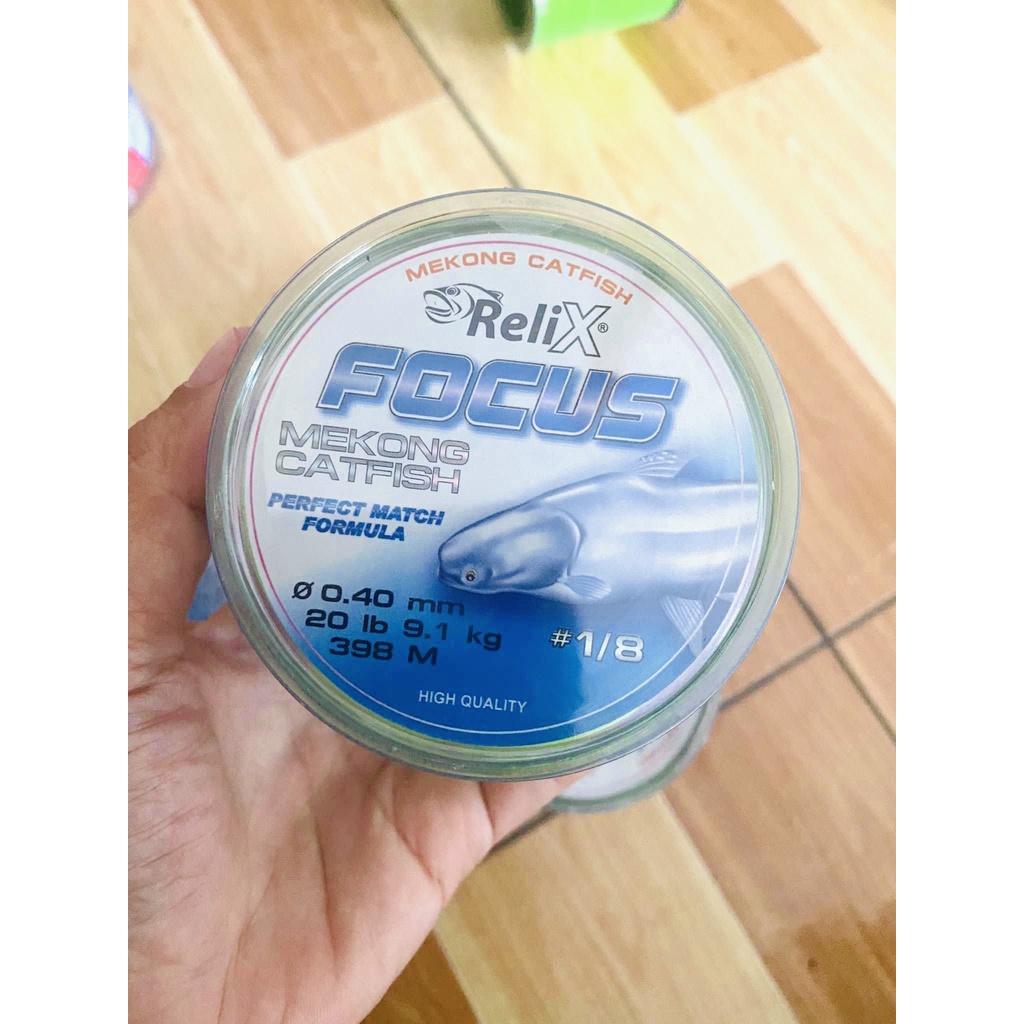 MEKONG CATFISH
ReliX®
FOCUS
MEKONG
CATFISH
PERFECT MATCH
FORMULA
Ø 0.40 mm
20 lb 9.1 kg
398 M
#1/8
HIGH QUALITY